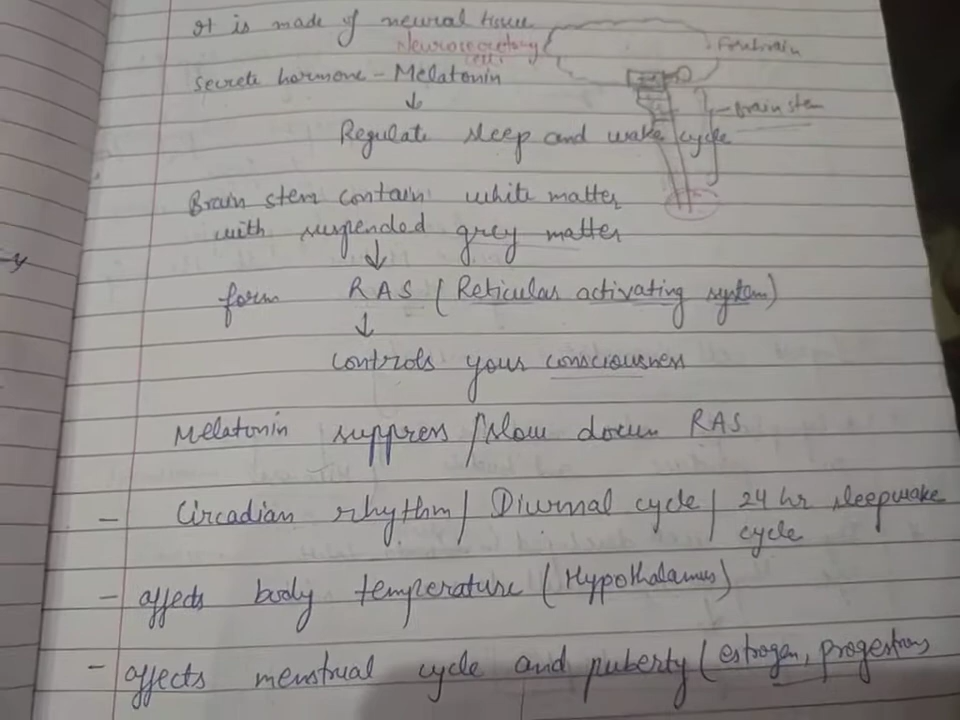 It is made of neural tissue
Neurosecretory
cells
Forebrain
secrete hormone - Melatonin
↓
Brain stem
Regulate sleep and wake cycle
Brain stem contain white matter
with suspended grey matter
↓
form RAS (Reticular activating system)
↓
controls your consciousness
Melatonin suppress / slow down RAS
- Circadian rhythm / Diurnal cycle / 24 hr sleepwake
cycle
- affects body temperature (Hypothalamus)
- affects menstrual cycle and puberty (estrogen, progestrons